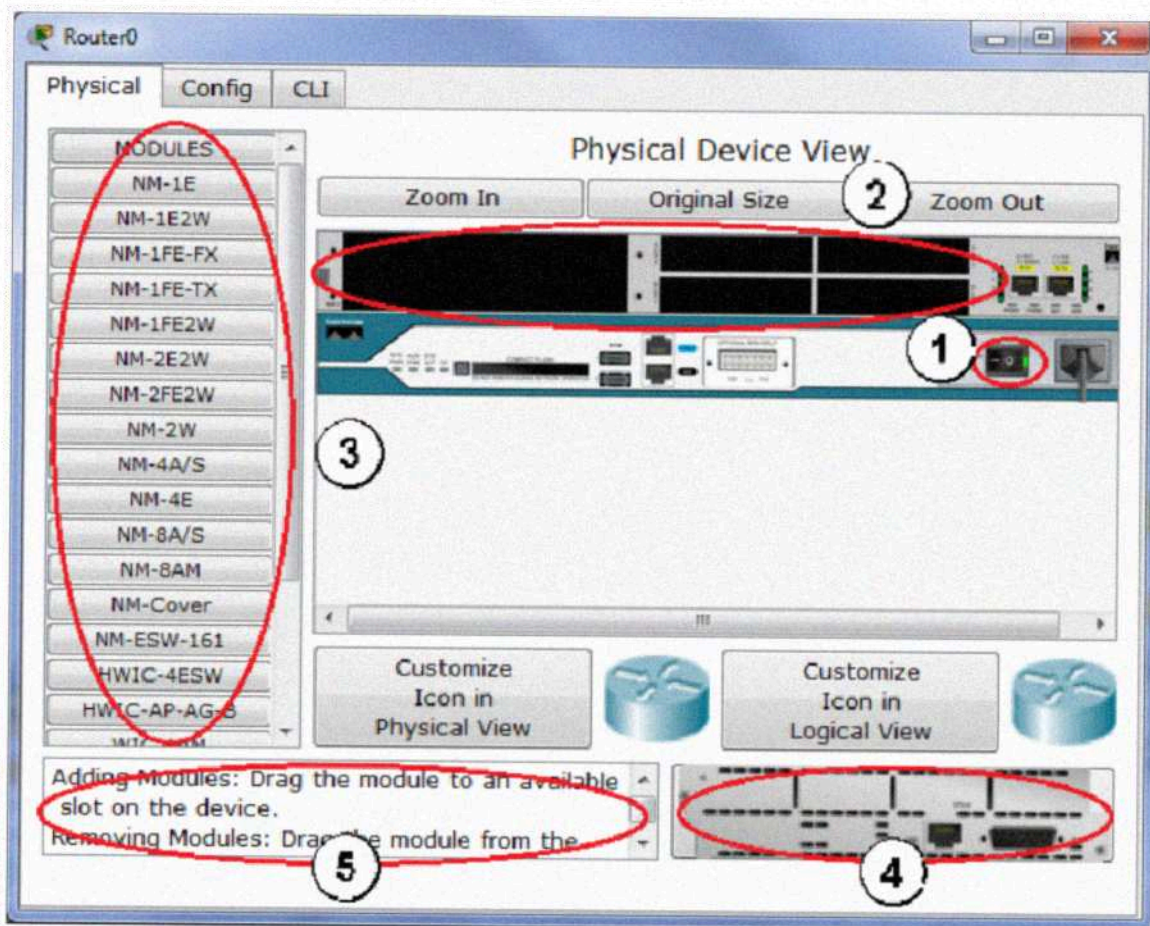 Router0
Physical
Config
CLI
MODULES
NM-1E
NM-1E2W
NM-1FE-FX
NM-1FE-TX
NM-1FE2W
NM-2E2W
NM-2FE2W
NM-2W
NM-4A/S
NM-4E
NM-8A/S
NM-8AM
NM-Cover
NM-ESW-161
HWIC-4ESW
HWIC-AP-AG-B
Physical Device View
Zoom In
Original Size
Zoom Out
2
1
3
Customize
Icon in
Physical View
Customize
Icon in
Logical View
Adding Modules: Drag the module to an available
slot on the device.
Removing Modules: Drag the module from the
5
4